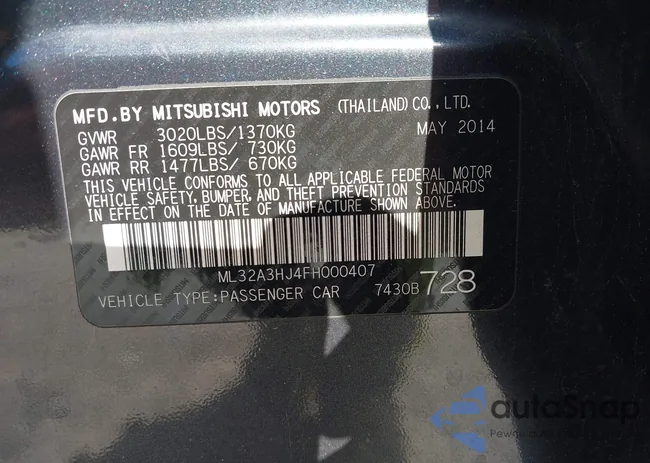 MFD.BY MITSUBISHI MOTORS (THAILAND) CO., LTD.
GVWR 3020LBS/1370KG MAY 2014
GAWR FR 1609LBS/ 730KG
GAWR RR 1477LBS/ 670KG
THIS VEHICLE CONFORMS TO ALL APPLICABLE FEDERAL MOTOR
VEHICLE SAFETY, BUMPER, AND THEFT PREVENTION STANDARDS
IN EFFECT ON THE DATE OF MANUFACTURE SHOWN ABOVE.
ML32A3HJ4FH000407
VEHICLE TYPE:PASSENGER CAR 7430B 728
autoSnap